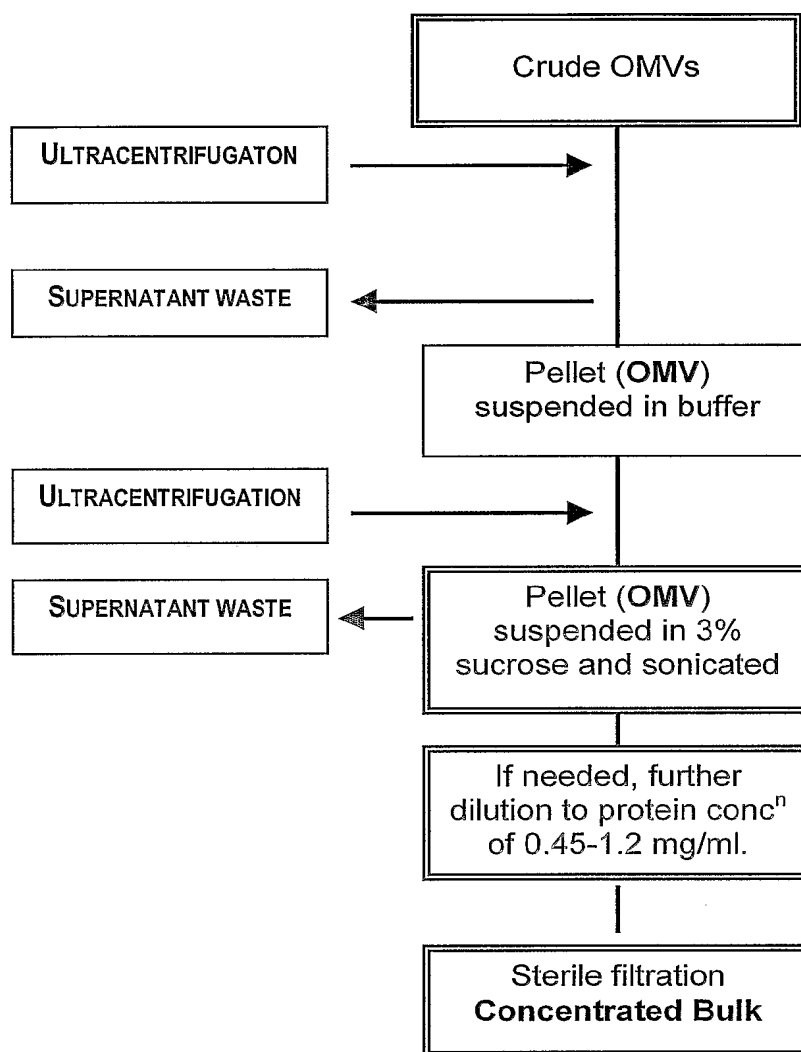 Crude OMVs
ULTRACENTRIFUGATON
SUPERNATANT WASTE
Pellet (OMV)
suspended in buffer
ULTRACENTRIFUGATION
SUPERNATANT WASTE
Pellet (OMV)
suspended in 3%
sucrose and sonicated
If needed, further
dilution to protein concⁿ
of 0.45-1.2 mg/ml.
Sterile filtration
Concentrated Bulk